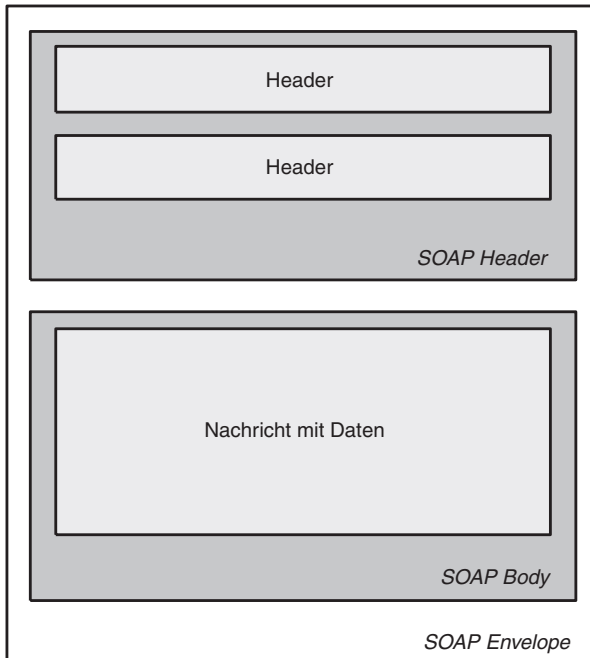 Header
Header
SOAP Header
Nachricht mit Daten
SOAP Body
SOAP Envelope